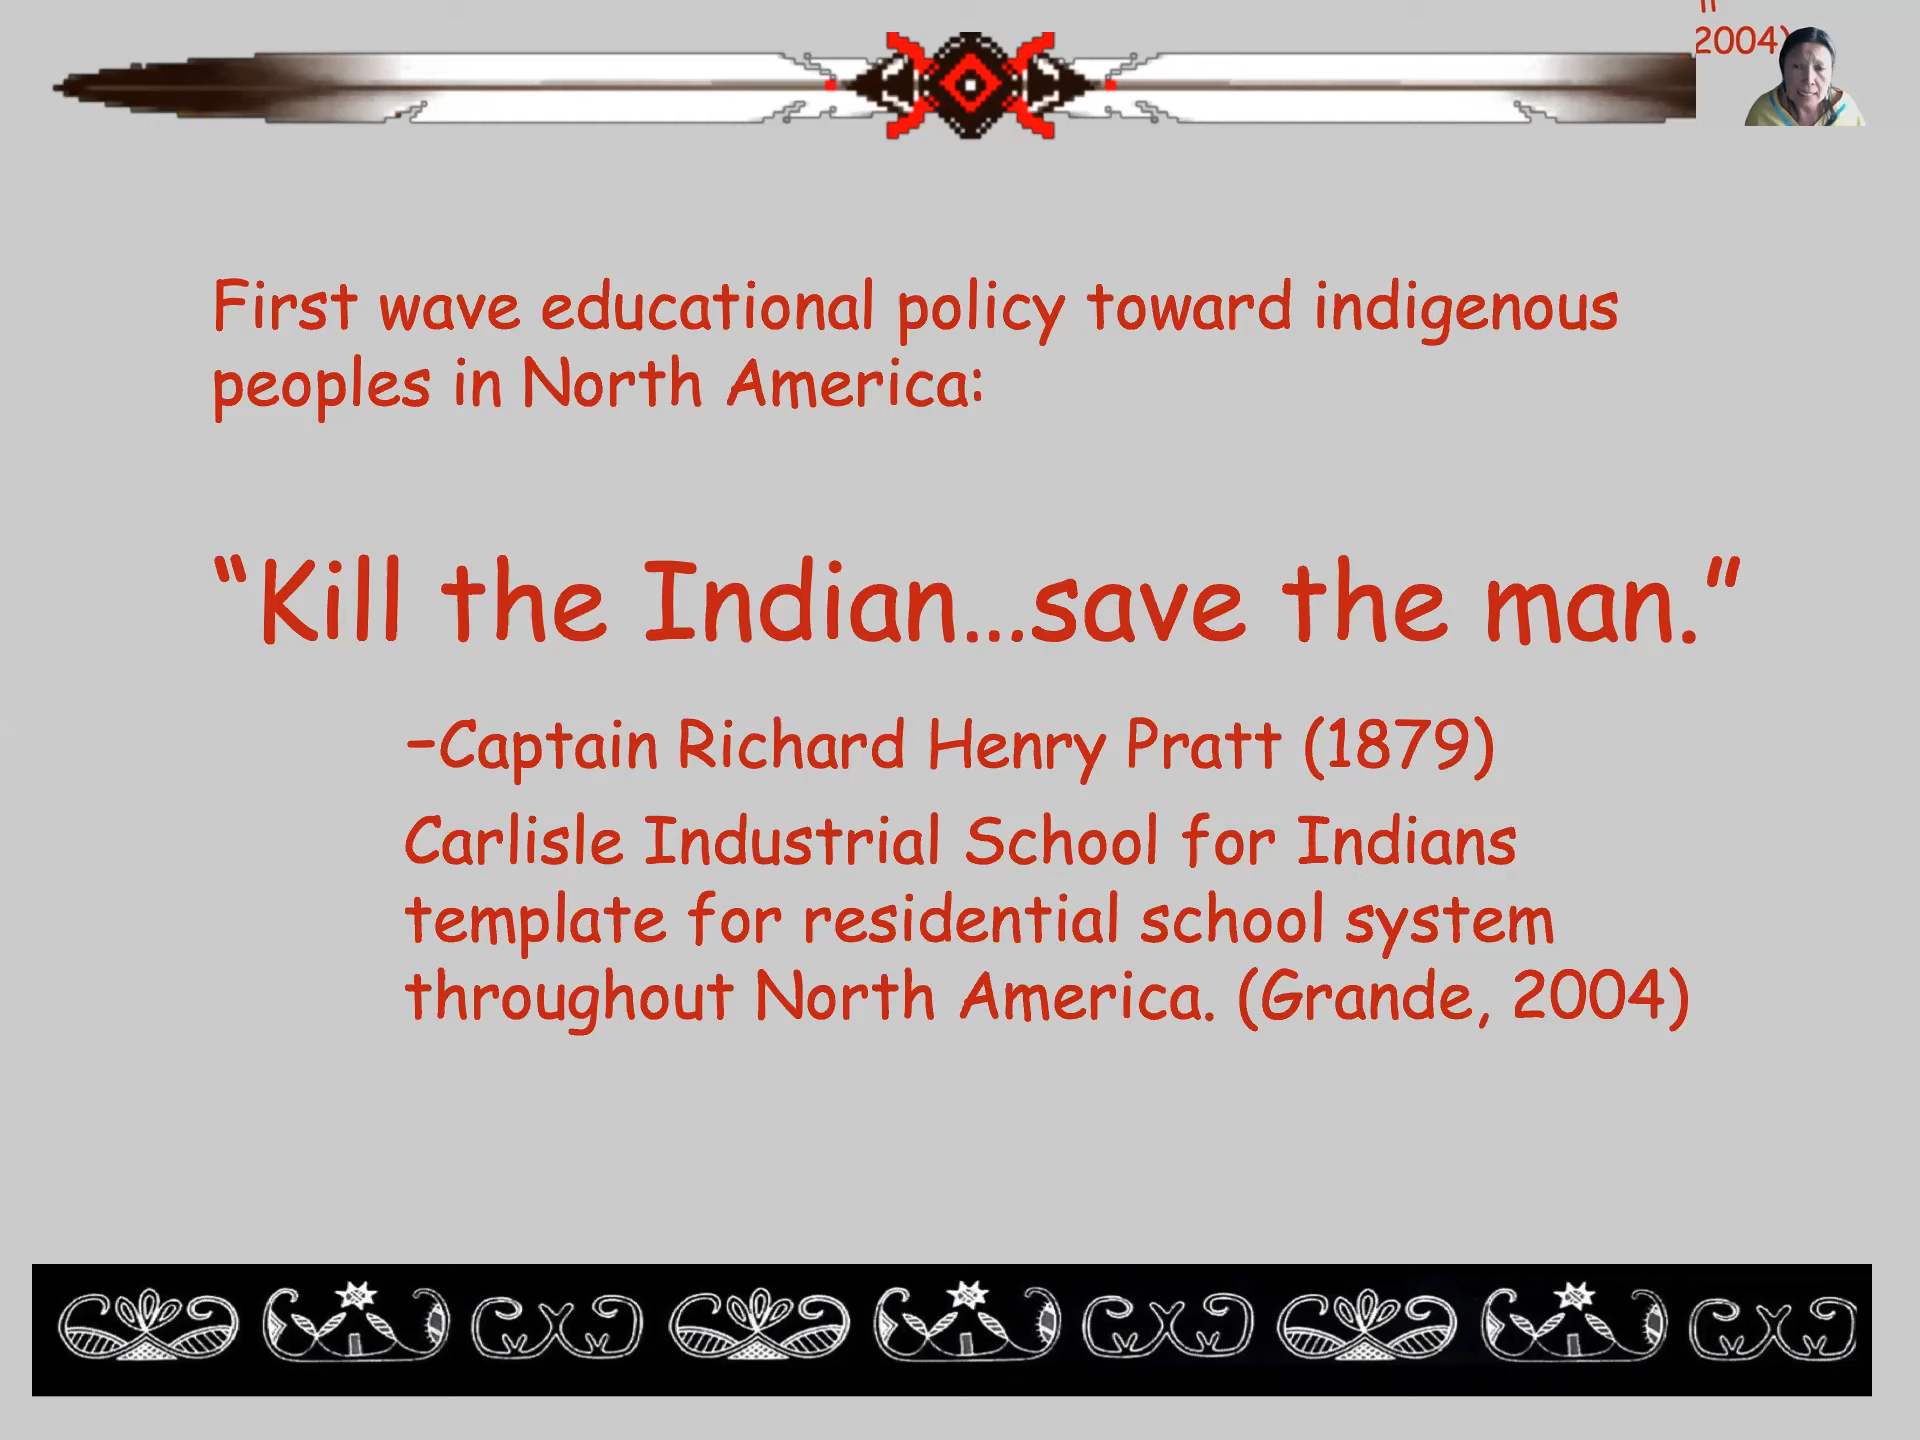 2004)
First wave educational policy toward indigenous
peoples in North America:
“Kill the Indian...save the man.”
–Captain Richard Henry Pratt (1879)
Carlisle Industrial School for Indians
template for residential school system
throughout North America. (Grande, 2004)